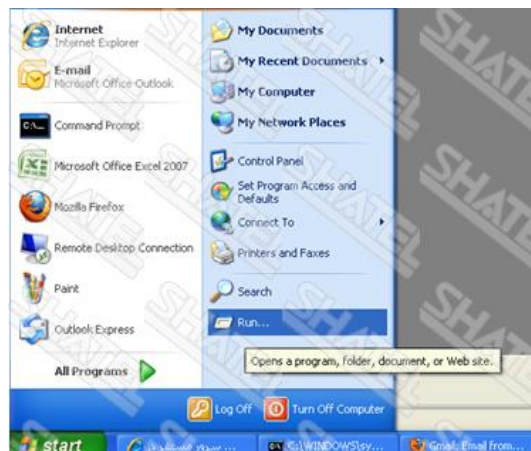 Internet
Internet Explorer
E-mail
Microsoft Office Outlook
Command Prompt
Microsoft Office Excel 2007
Mozilla Firefox
Remote Desktop Connection
Paint
Outlook Express
All Programs
My Documents
My Recent Documents
My Computer
My Network Places
Control Panel
Set Program Access and
Defaults
Connect To
Printers and Faxes
Search
Run...
Opens a program, folder, document, or Web site.
Log Off
Turn Off Computer
start
C:\WINDOWS\sy...
Gmail: Email from...
SHATEL